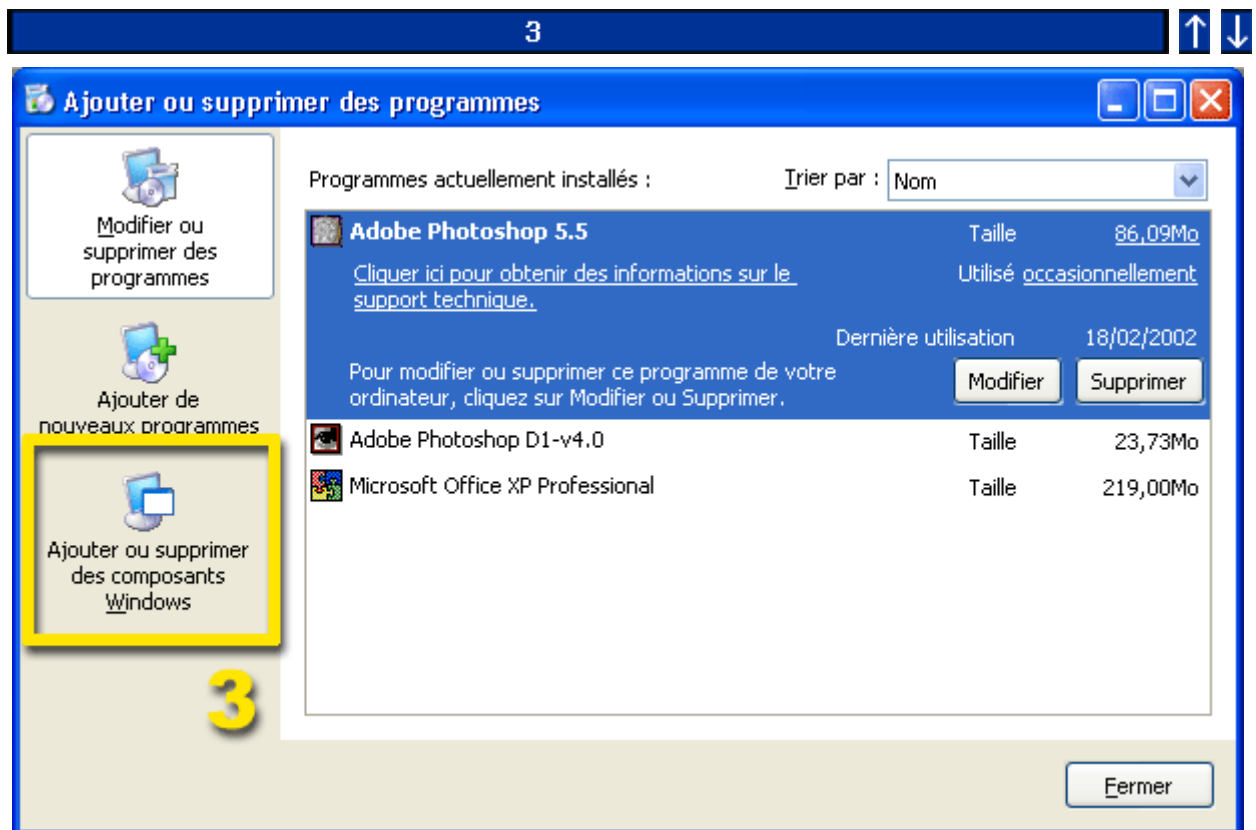 3 ↑ ↓
Ajouter ou supprimer des programmes
Modifier ou
supprimer des
programmes
Ajouter de
nouveaux programmes
Ajouter ou supprimer
des composants
Windows
3
Programmes actuellement installés : Trier par : Nom
Adobe Photoshop 5.5 Taille 86,09Mo
Cliquer ici pour obtenir des informations sur le Utilisé occasionnellement
support technique.
Dernière utilisation 18/02/2002
Pour modifier ou supprimer ce programme de votre
ordinateur, cliquez sur Modifier ou Supprimer. Modifier Supprimer
Adobe Photoshop D1-v4.0 Taille 23,73Mo
Microsoft Office XP Professional Taille 219,00Mo
Fermer